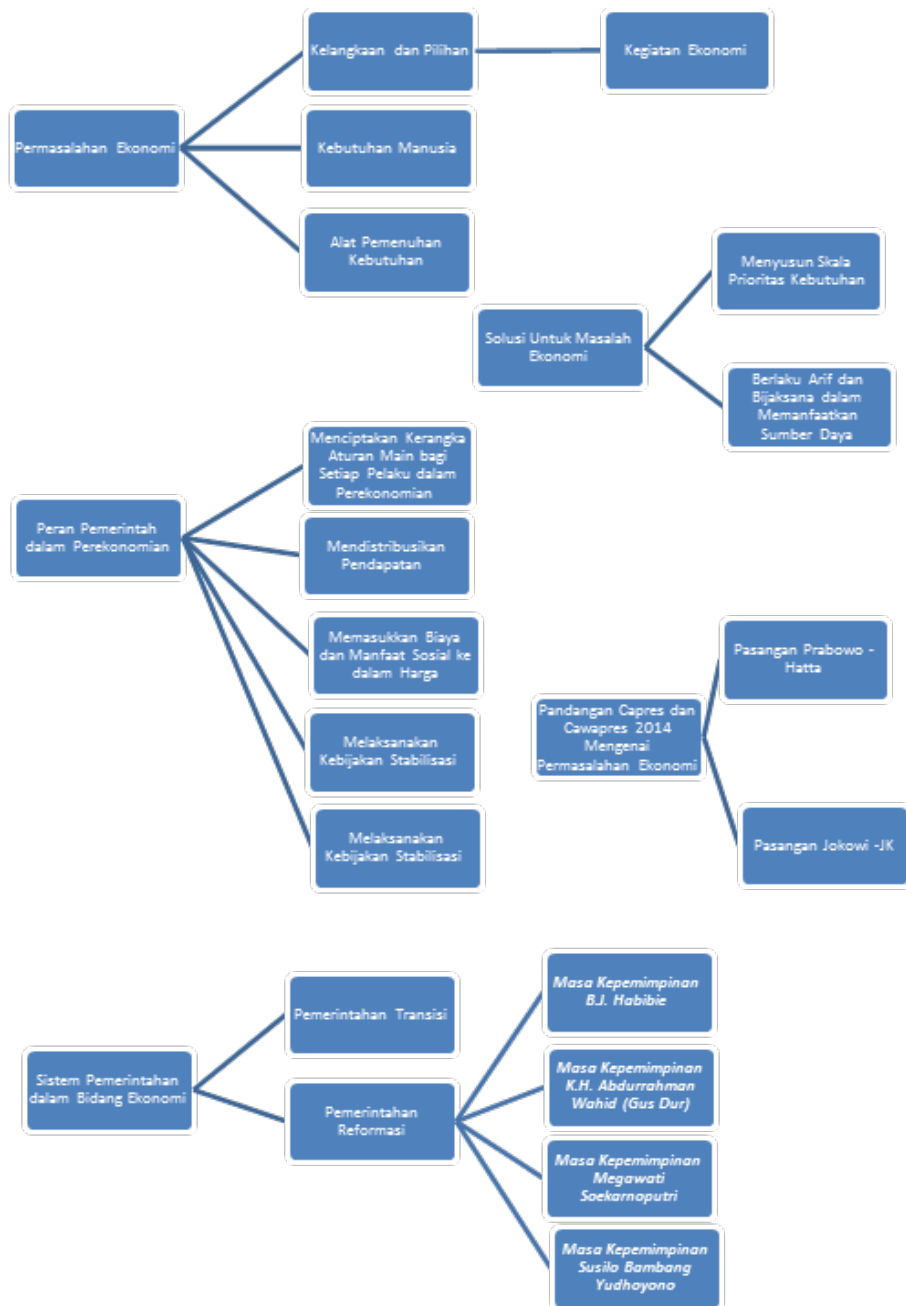 Kelangkaan dan Pilihan
Kegiatan Ekonomi
Permasalahan Ekonomi
Kebutuhan Manusia
Alat Pemenuhan
Kebutuhan
Menyusun Skala
Prioritas Kebutuhan
Solusi Untuk Masalah
Ekonomi
Berlaku Arif dan
Bijaksana dalam
Memanfaatkan
Sumber Daya
Menciptakan Kerangka
Aturan Main bagi
Setiap Pelaku dalam
Perekonomian
Peran Pemerintah
dalam Perekonomian
Mendistribusikan
Pendapatan
Memasukkan Biaya
dan Manfaat Sosial ke
dalam Harga
Melaksanakan
Kebijakan Stabilisasi
Melaksanakan
Kebijakan Stabilisasi
Pasangan Prabowo -
Hatta
Pandangan Capres dan
Cawapres 2014
Mengenai
Permasalahan Ekonomi
Pasangan Jokowi -JK
Masa Kepemimpinan
B.J. Habibie
Pemerintahan Transisi
Sistem Pemerintahan
dalam Bidang Ekonomi
Masa Kepemimpinan
K.H. Abdurrahman
Wahid (Gus Dur)
Pemerintahan
Reformasi
Masa Kepemimpinan
Megawati
Soekarnoputri
Masa Kepemimpinan
Susilo Bambang
Yudhoyono